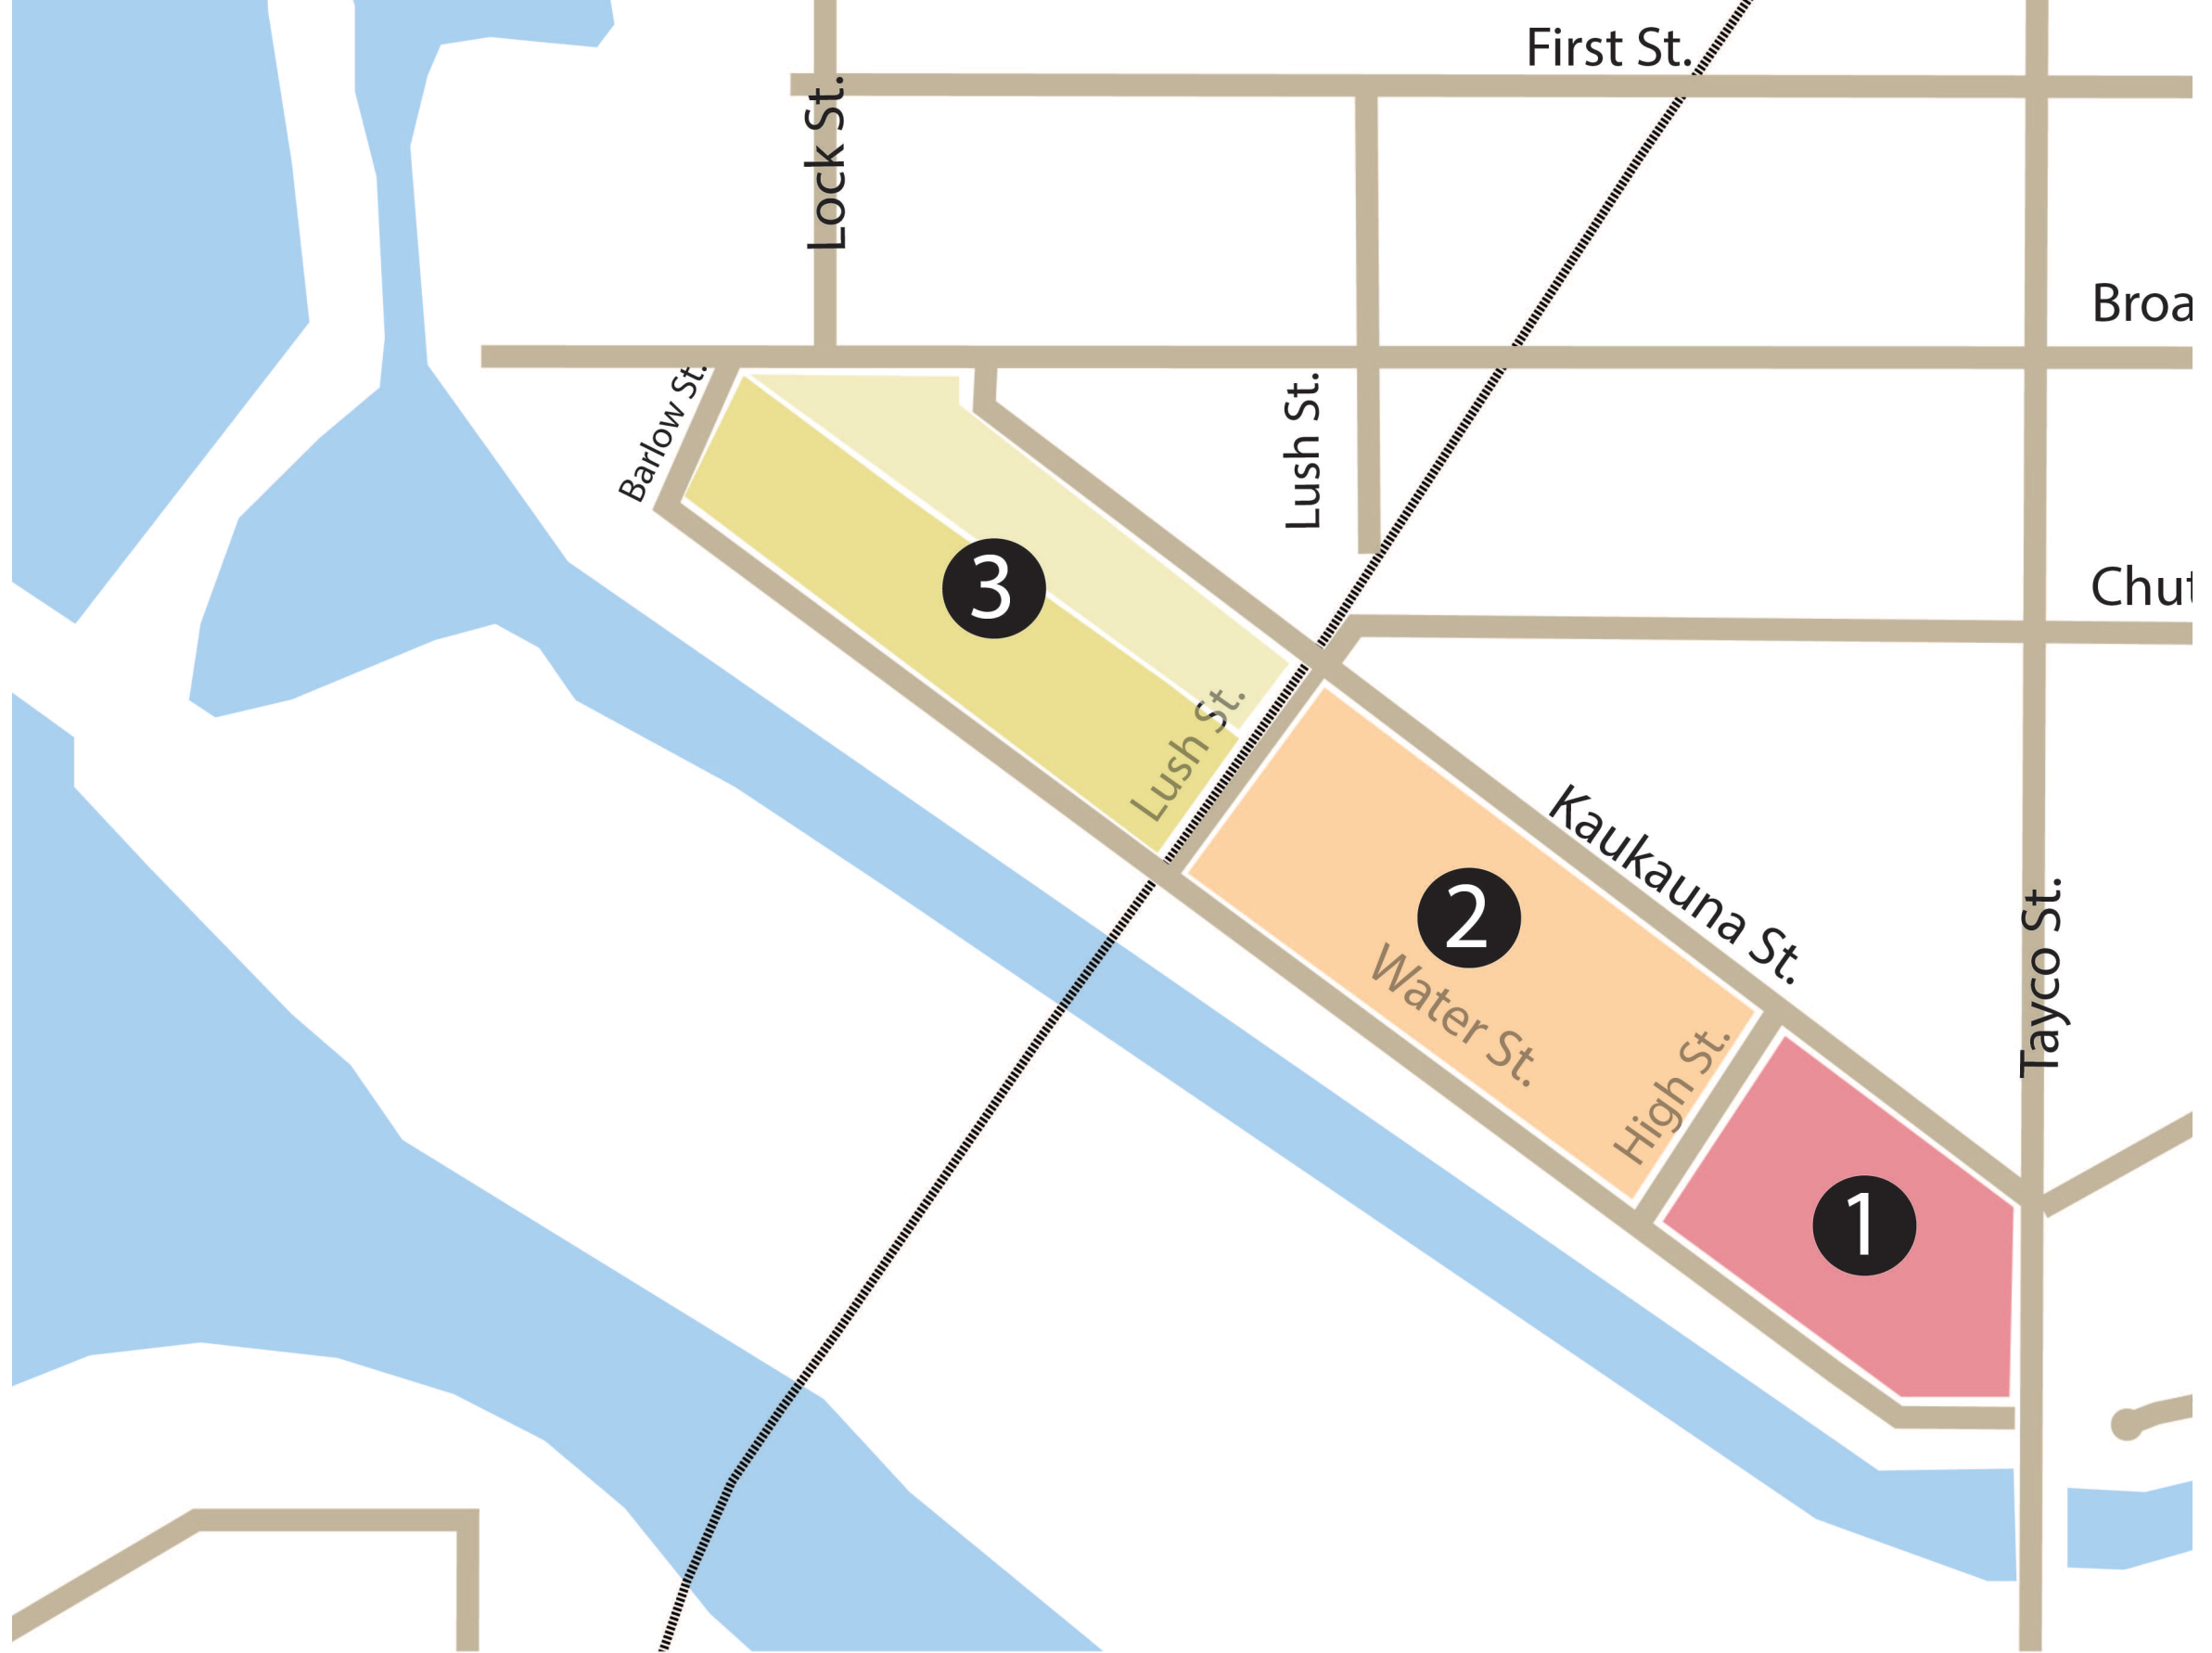 First St.
Lock St.
Broa
Barlow St.
Lush St.
Chut
3
Lush St.
Kaukauna St.
2
Water St.
Tayco St.
High St.
1